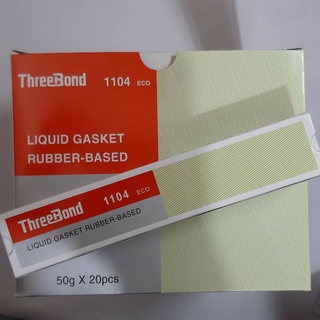 ThreeBond 1104 ECO
LIQUID GASKET
RUBBER-BASED
ThreeBond 1104 ECO
LIQUID GASKET RUBBER-BASED
50g X 20pcs